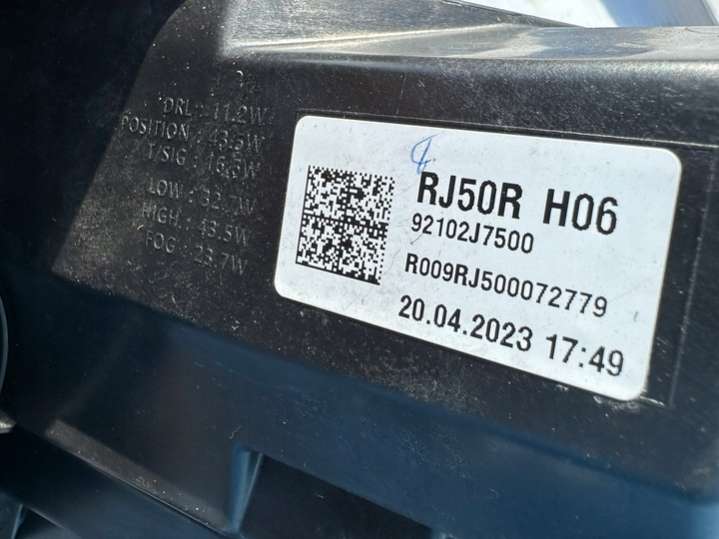 DRL : 11.2W
POSITION : 43.5W
T/SIG : 16.5W
LOW : 32.7W
HIGH : 43.5W
FOG : 23.7W
RJ50R H06
92102J7500
R009RJ500072779
20.04.2023 17:49